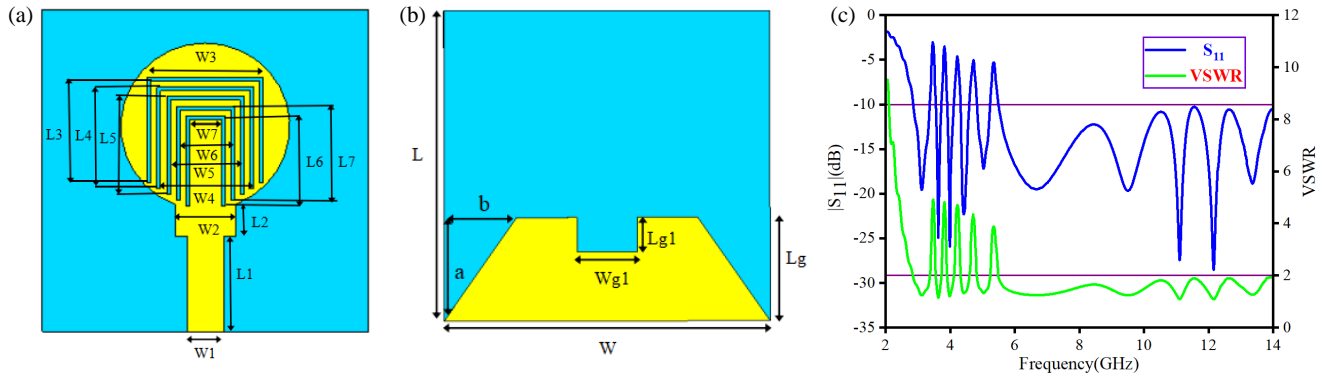 (a)
W3
L3
L4
L5
W7
W6
W5
W4
L6
L7
W2
L2
L1
W1
(b)
L
b
a
Lg1
Wg1
Lg
W
(c)
0
-5
-10
-15
-20
-25
-30
-35
|S11|(dB)
S11
VSWR
12
10
8
6
4
2
0
VSWR
2 4 6 8 10 12 14
Frequency(GHz)